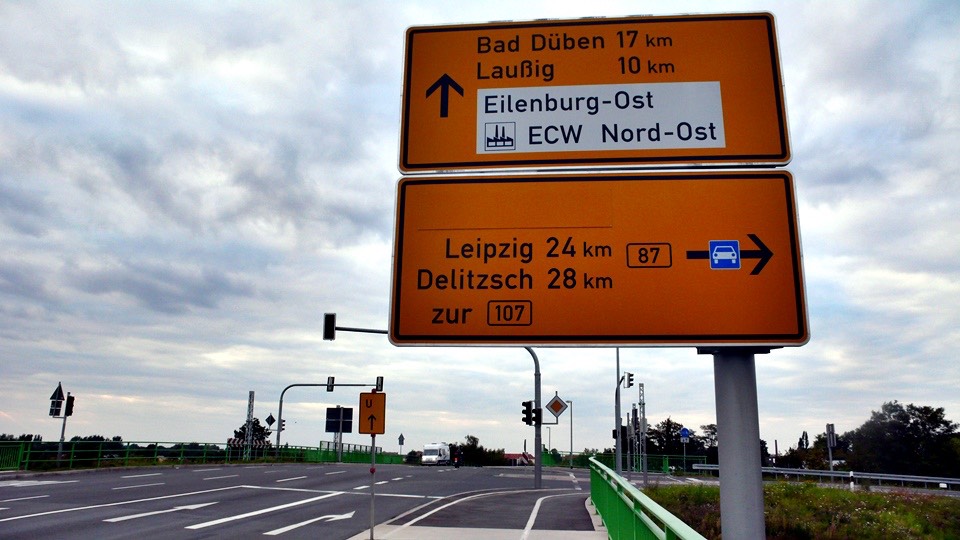 Bad Düben 17 km
Laußig 10 km
Eilenburg-Ost
ECW Nord-Ost
Leipzig 24 km 87
Delitzsch 28 km
zur 107
U